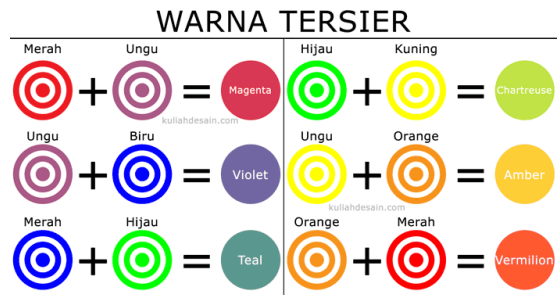 WARNA TERSIER
Merah Ungu
Magenta
Hijau Kuning
Chartreuse
kuliahdesain.com
Ungu Biru
Violet
Ungu Orange
Amber
kuliahdesain.com
Merah Hijau
Teal
Orange Merah
Vermilion